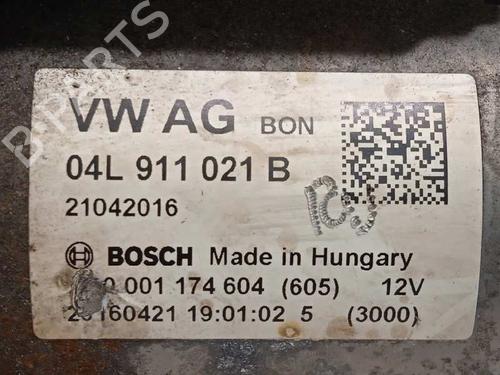 B-PARTS
VW AG BON
04L 911 021 B
21042016
BOSCH Made in Hungary
0 001 174 604 (605) 12V
20160421 19:01:02 5 (3000)